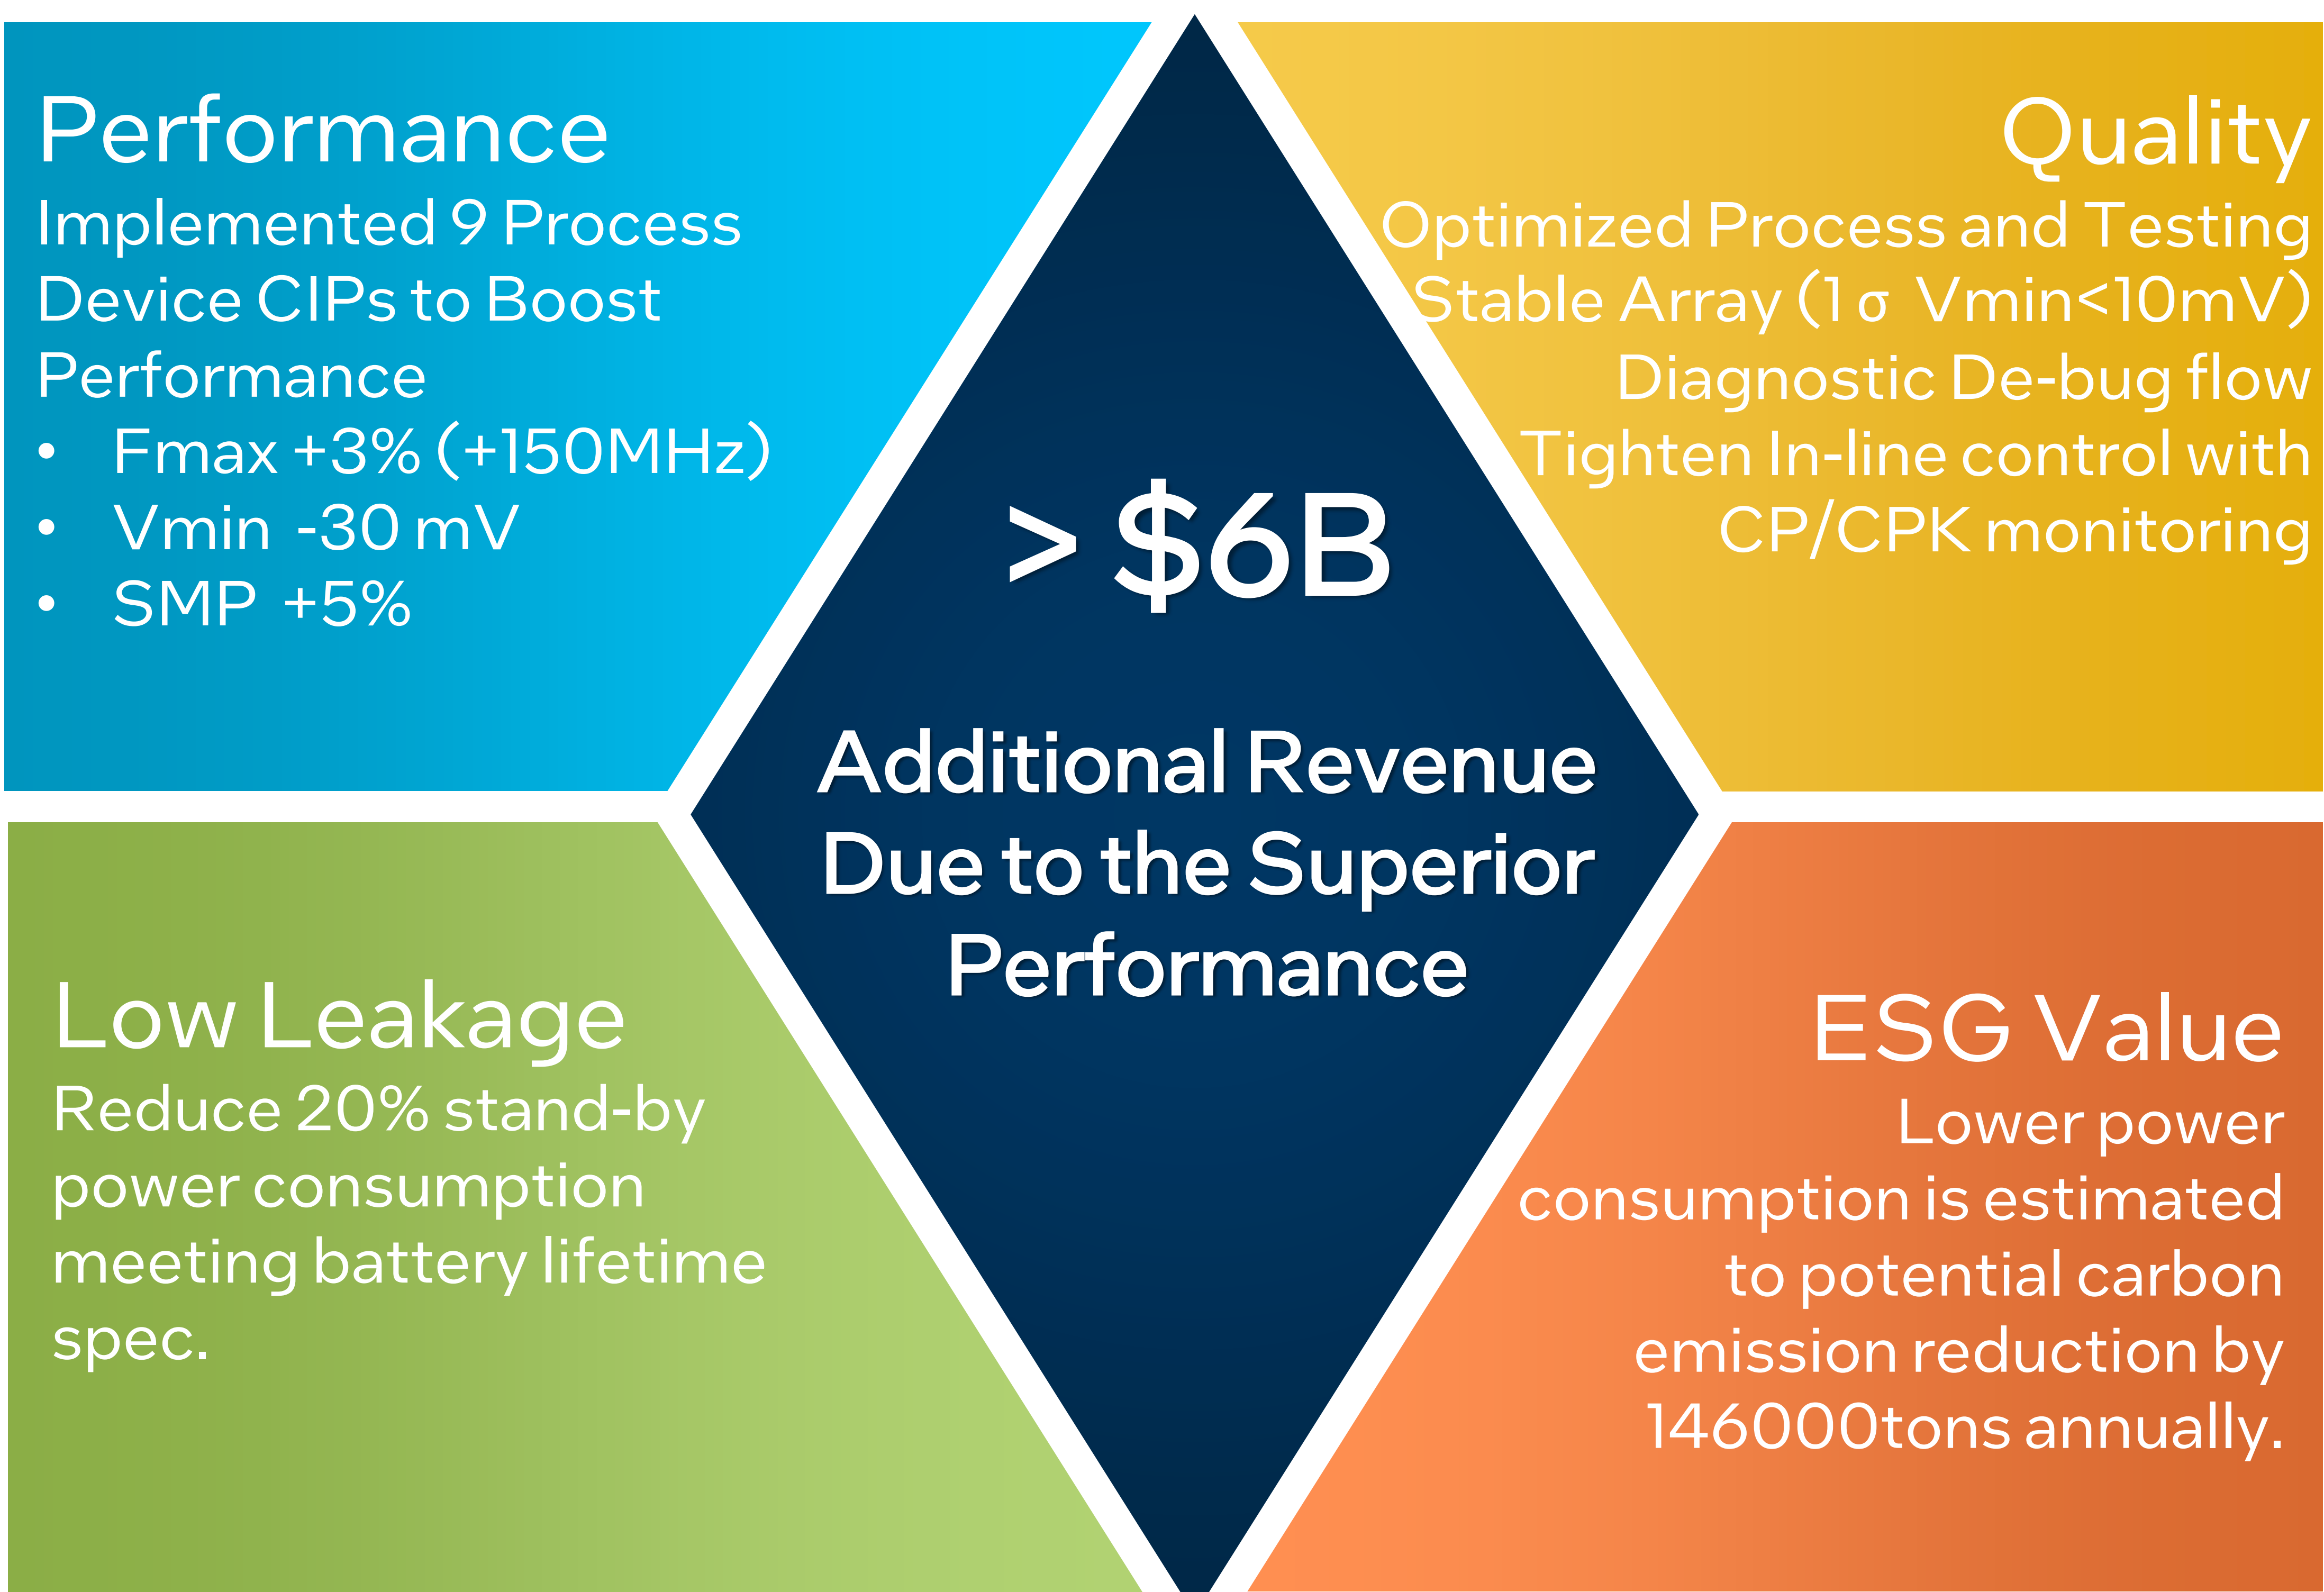 Performance
Implemented 9 Process
Device CIPs to Boost
Performance
• Fmax +3% (+150MHz)
• Vmin -30 mV
• SMP +5%
Quality
Optimized Process and Testing
Stable Array (1 σ Vmin<10mV)
Diagnostic De-bug flow
Tighten In-line control with
CP/CPK monitoring
> $6B
Additional Revenue
Due to the Superior
Performance
Low Leakage
Reduce 20% stand-by
power consumption
meeting battery lifetime
spec.
ESG Value
Lower power
consumption is estimated
to potential carbon
emission reduction by
146000tons annually.